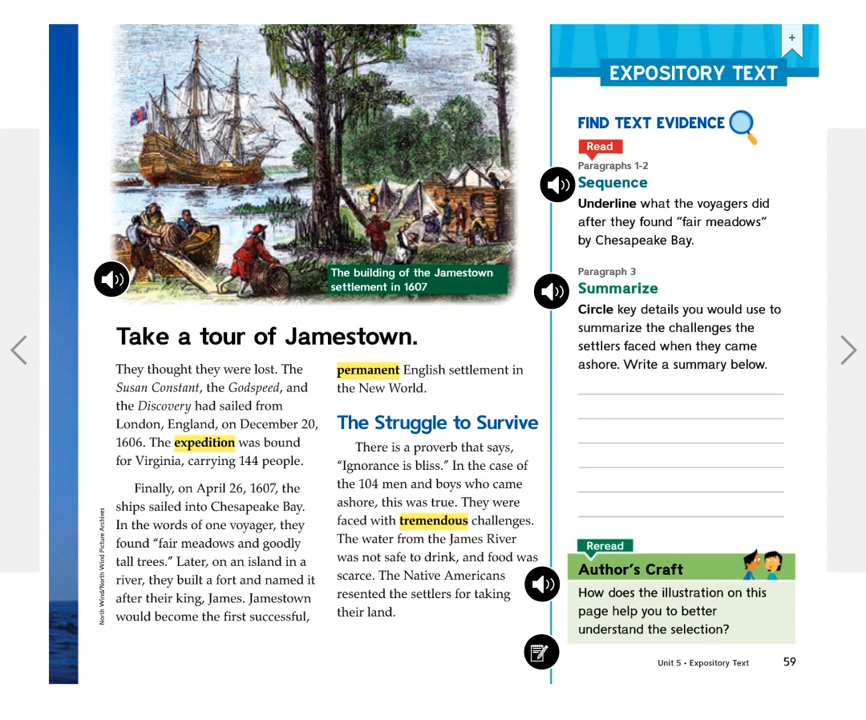 The building of the Jamestown
settlement in 1607
Take a tour of Jamestown.
They thought they were lost. The
Susan Constant, the Godspeed, and
the Discovery had sailed from
London, England, on December 20,
1606. The expedition was bound
for Virginia, carrying 144 people.
Finally, on April 26, 1607, the
ships sailed into Chesapeake Bay.
In the words of one voyager, they
found “fair meadows and goodly
tall trees.” Later, on an island in a
river, they built a fort and named it
after their king, James. Jamestown
would become the first successful,
permanent English settlement in
the New World.
The Struggle to Survive
There is a proverb that says,
“Ignorance is bliss.” In the case of
the 104 men and boys who came
ashore, this was true. They were
faced with tremendous challenges.
The water from the James River
was not safe to drink, and food was
scarce. The Native Americans
resented the settlers for taking
their land.
North Wind/North Wind Picture Archives
+
EXPOSITORY TEXT
FIND TEXT EVIDENCE
Read
Paragraphs 1-2
Sequence
Underline what the voyagers did
after they found “fair meadows”
by Chesapeake Bay.
Paragraph 3
Summarize
Circle key details you would use to
summarize the challenges the
settlers faced when they came
ashore. Write a summary below.
Reread
Author's Craft
How does the illustration on this
page help you to better
understand the selection?
Unit 5 • Expository Text 59